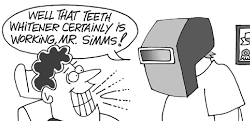 WELL THAT TEETH
WHITENER CERTAINLY IS
WORKING, MR. SIMMS!